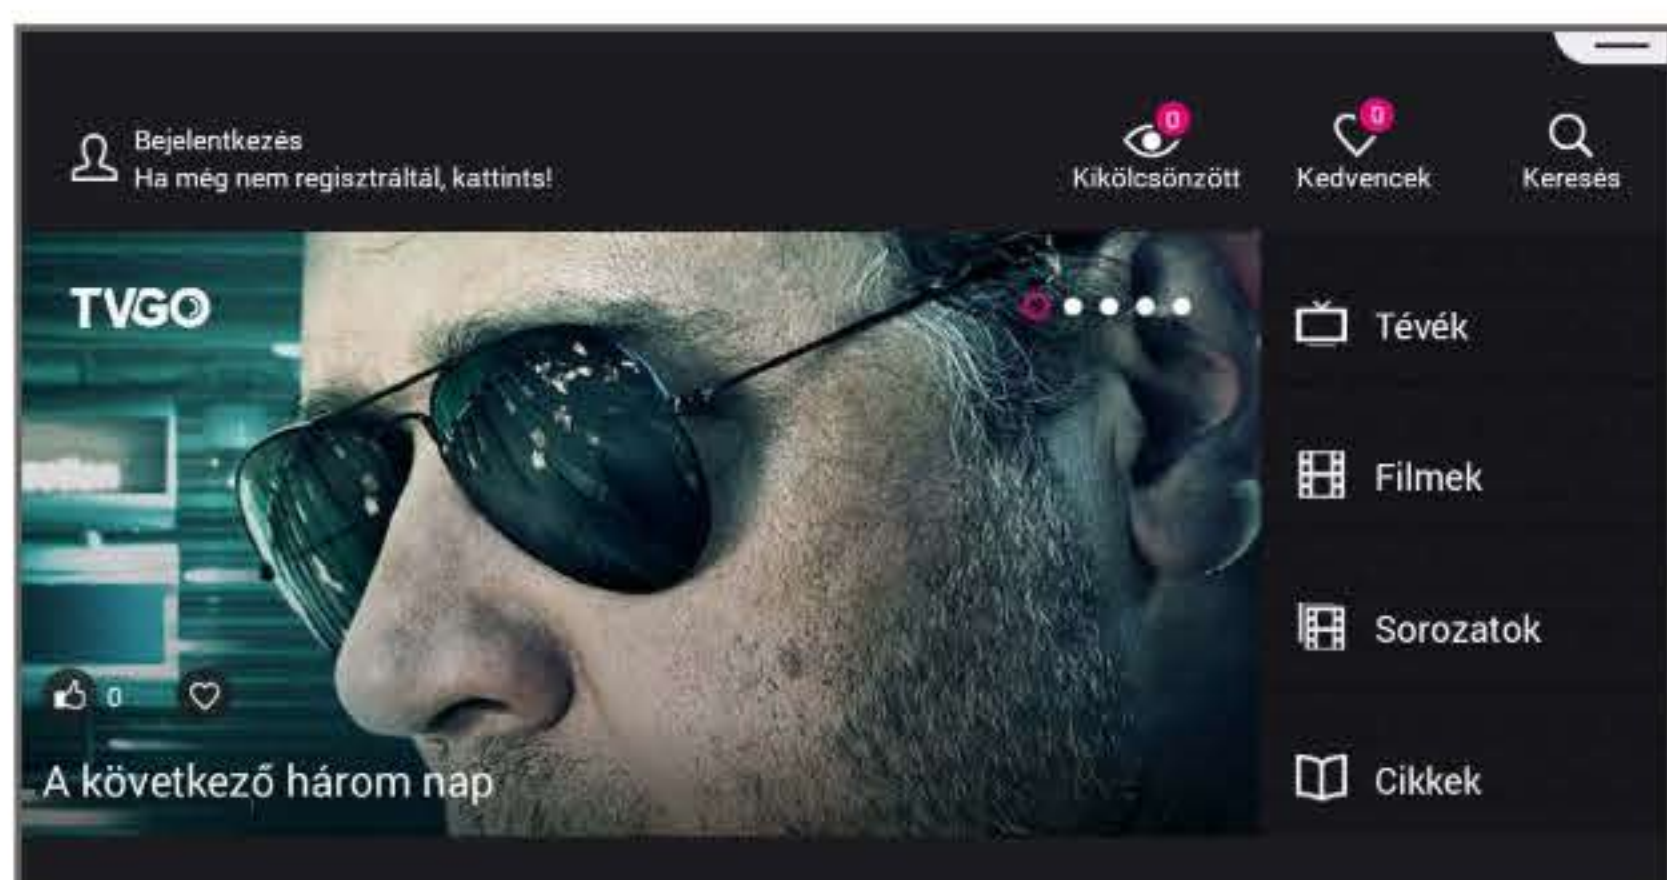 Bejelentkezés
Ha még nem regisztráltál, kattints!
0
Kikölcsönzött
0
Kedvencek
Keresés
TVGO
Tévék
Filmek
Sorozatok
Cikkek
0
A következő három nap